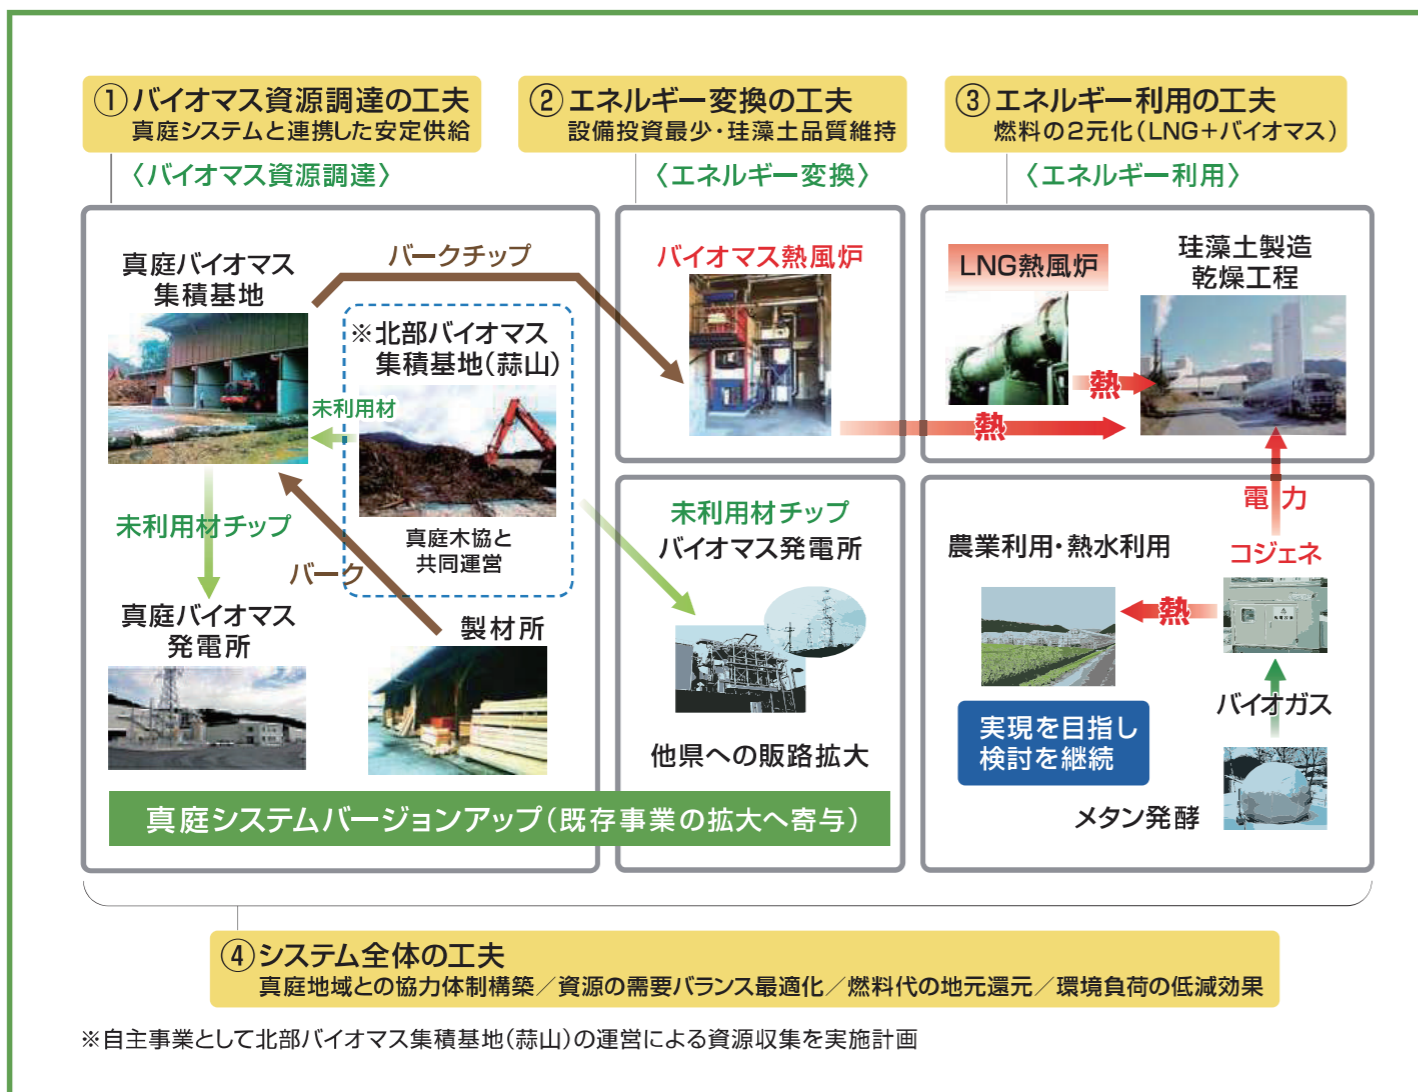 ①バイオマス資源調達の工夫
真庭システムと連携した安定供給
②エネルギー変換の工夫
設備投資最少・珪藻土品質維持
③エネルギー利用の工夫
燃料の2元化(LNG+バイオマス)
〈バイオマス資源調達〉
〈エネルギー変換〉
〈エネルギー利用〉
真庭バイオマス
集積基地
バークチップ
※北部バイオマス
集積基地(蒜山)
未利用材
真庭木協と
共同運営
未利用材チップ
バーク
真庭バイオマス
発電所
製材所
バイオマス熱風炉
LNG熱風炉
珪藻土製造
乾燥工程
熱
熱
未利用材チップ
バイオマス発電所
他県への販路拡大
電力
農業利用・熱水利用
コジェネ
熱
バイオガス
実現を目指し
検討を継続
メタン発酵
真庭システムバージョンアップ(既存事業の拡大へ寄与)
④システム全体の工夫
真庭地域との協力体制構築/資源の需要バランス最適化/燃料代の地元還元/環境負荷の低減効果
※自主事業として北部バイオマス集積基地(蒜山)の運営による資源収集を実施計画